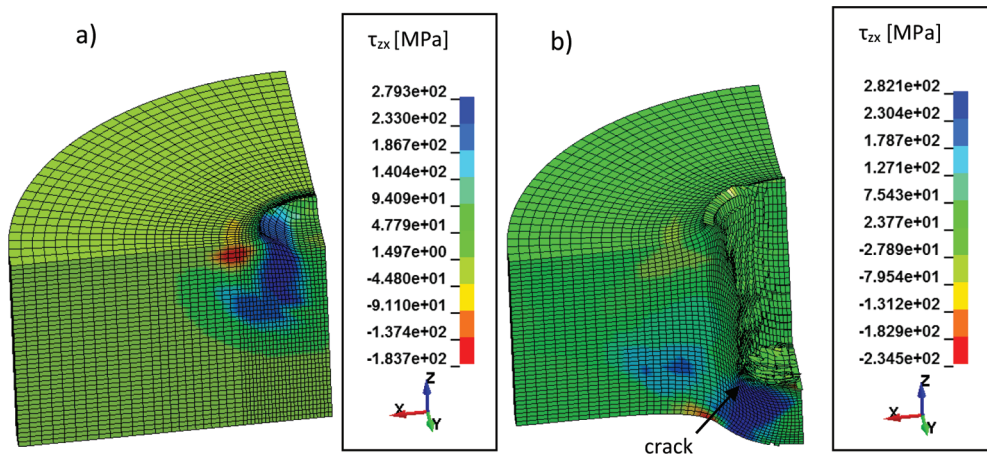 a)
τzx [MPa]
2.793e+02
2.330e+02
1.867e+02
1.404e+02
9.409e+01
4.779e+01
1.497e+00
-4.480e+01
-9.110e+01
-1.374e+02
-1.837e+02
Z
X
Y
b)
crack
τzx [MPa]
2.821e+02
2.304e+02
1.787e+02
1.271e+02
7.543e+01
2.377e+01
-2.789e+01
-7.954e+01
-1.312e+02
-1.829e+02
-2.345e+02
Z
X
Y